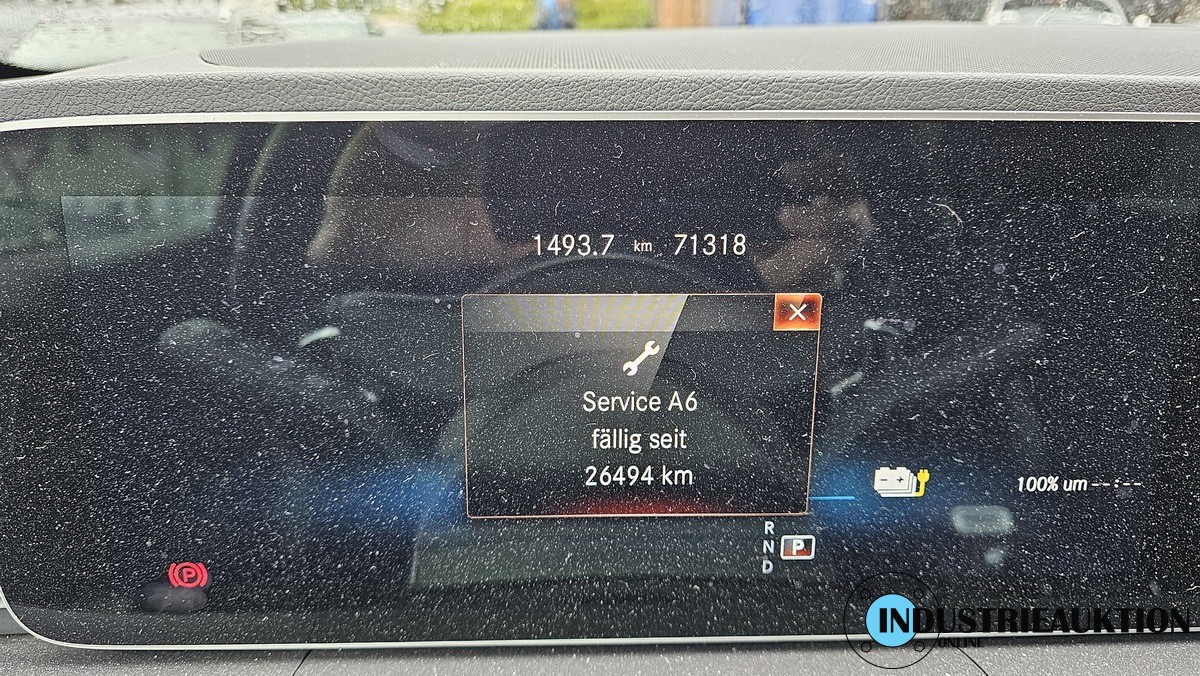 1493.7 km 71318
Service A6
fällig seit
26494 km
100% um --:--
R
N P
D
P
INDUSTRIEAUKTION
ONLINE